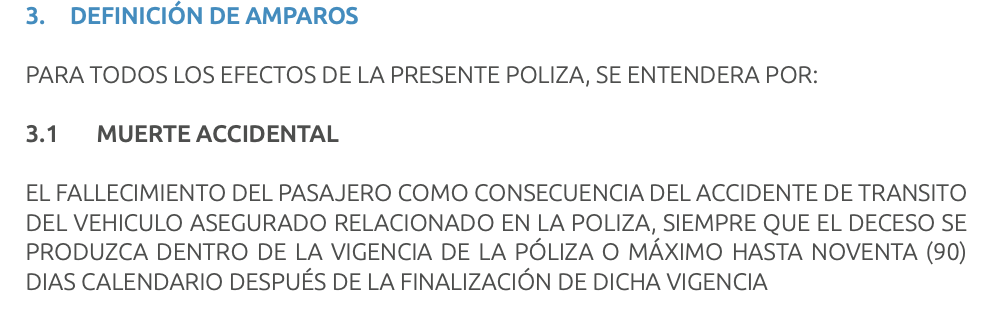 3. DEFINICIÓN DE AMPAROS
PARA TODOS LOS EFECTOS DE LA PRESENTE POLIZA, SE ENTENDERA POR:
3.1 MUERTE ACCIDENTAL
EL FALLECIMIENTO DEL PASAJERO COMO CONSECUENCIA DEL ACCIDENTE DE TRANSITO
DEL VEHICULO ASEGURADO RELACIONADO EN LA POLIZA, SIEMPRE QUE EL DECESO SE
PRODUZCA DENTRO DE LA VIGENCIA DE LA PÓLIZA O MÁXIMO HASTA NOVENTA (90)
DIAS CALENDARIO DESPUÉS DE LA FINALIZACIÓN DE DICHA VIGENCIA